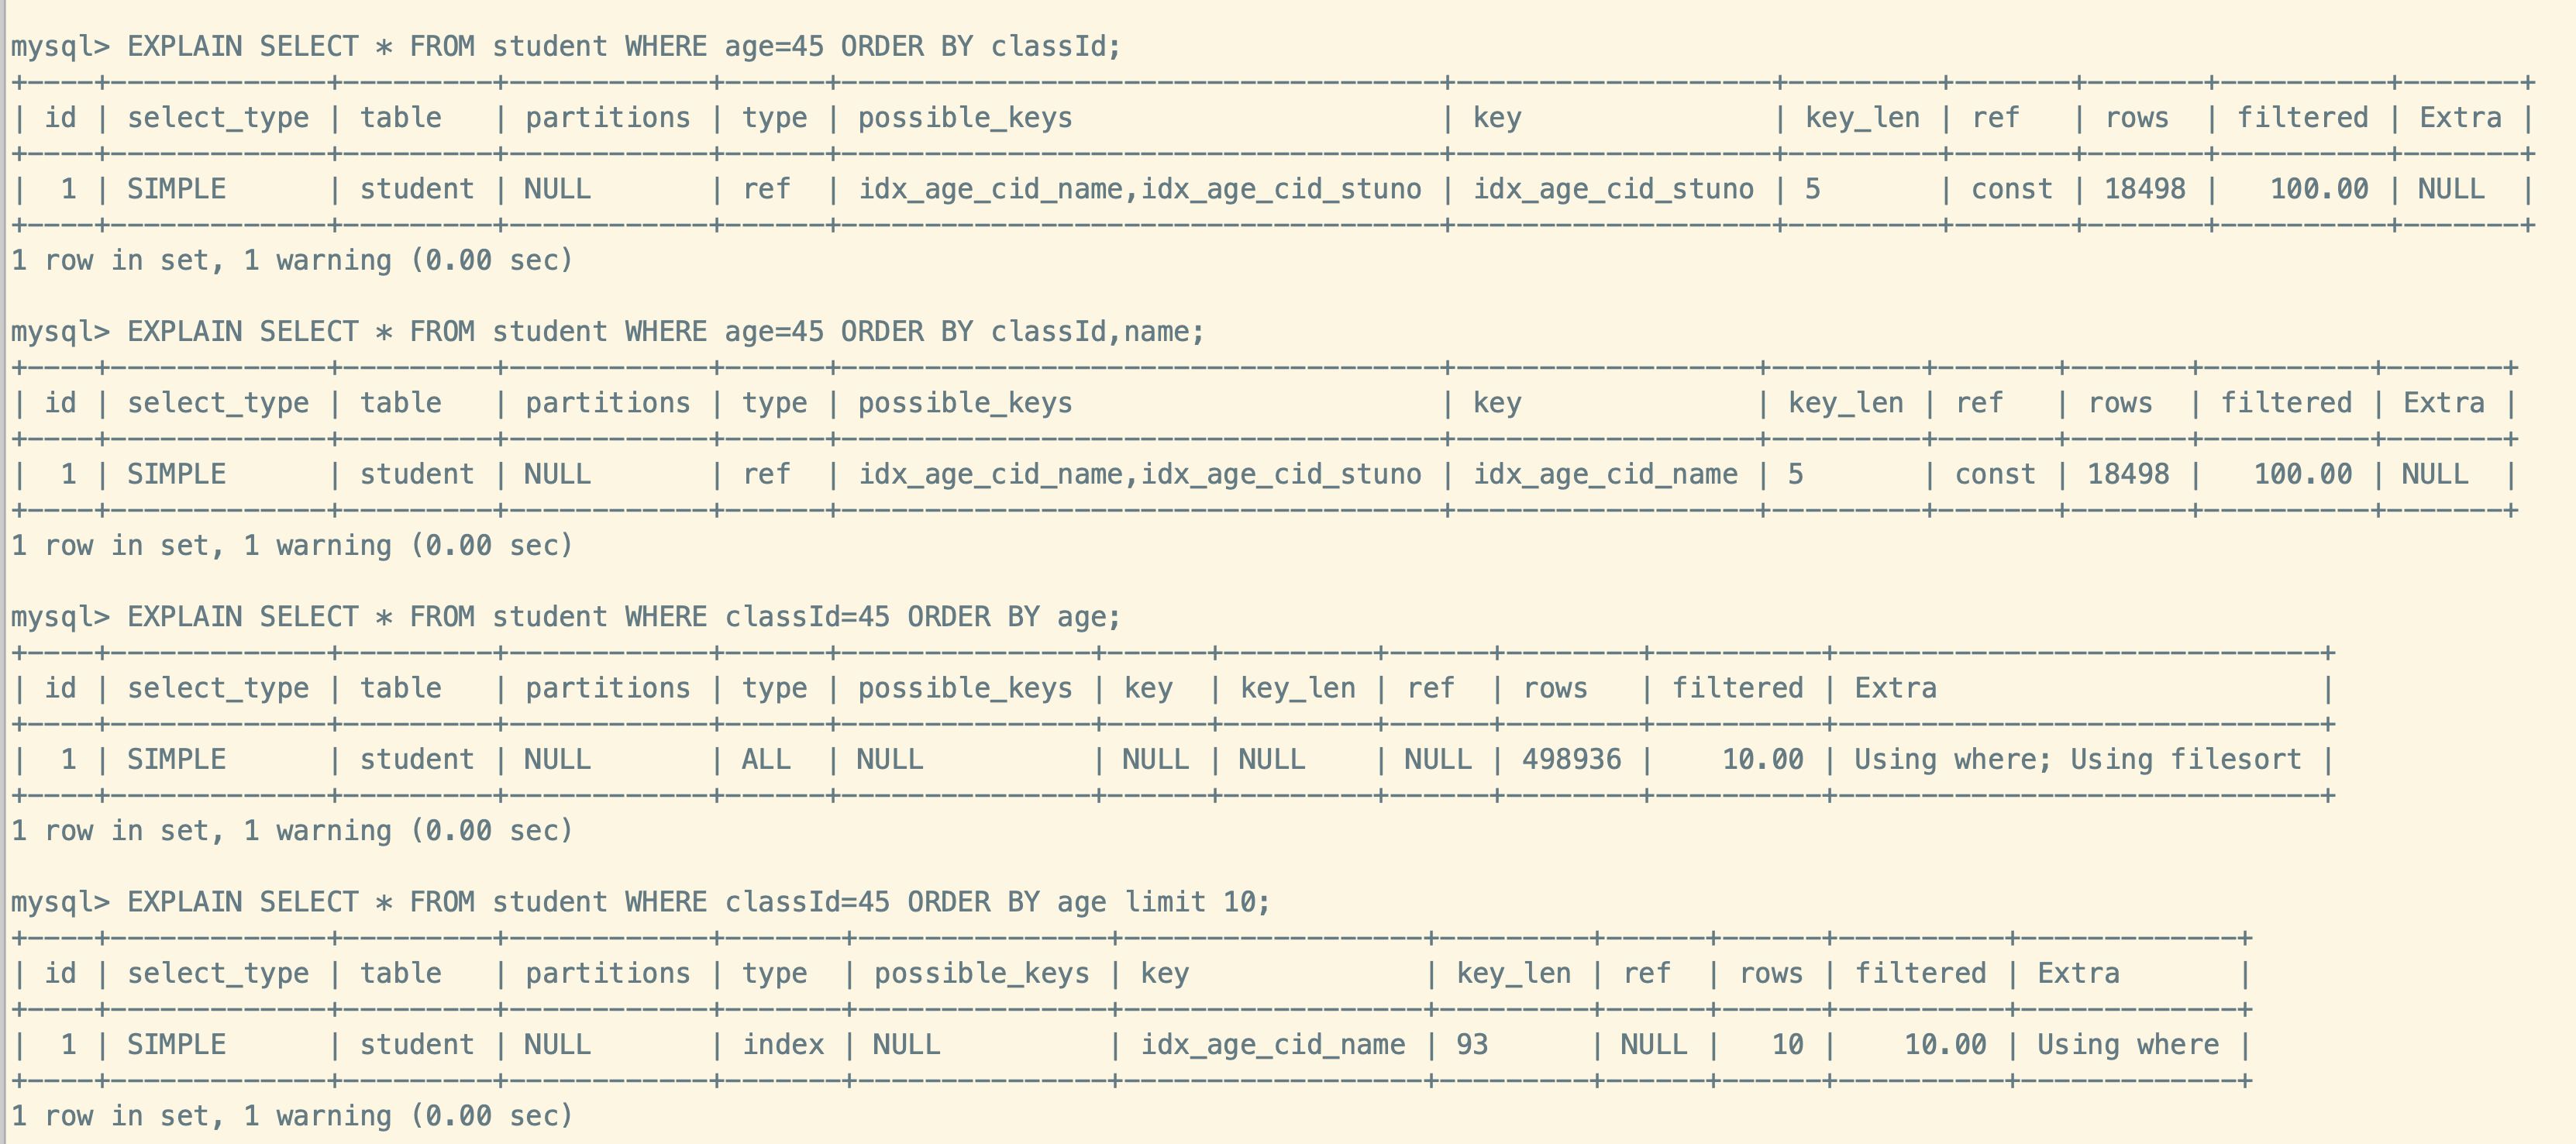 mysql> EXPLAIN SELECT * FROM student WHERE age=45 ORDER BY classId;
+----+-------------+---------+------------+------+-------------------------------------+-------------------+---------+-------+-------+----------+-------+
| id | select_type | table   | partitions | type | possible_keys                       | key               | key_len | ref   | rows  | filtered | Extra |
+----+-------------+---------+------------+------+-------------------------------------+-------------------+---------+-------+-------+----------+-------+
|  1 | SIMPLE      | student | NULL       | ref  | idx_age_cid_name,idx_age_cid_stuno | idx_age_cid_stuno | 5       | const | 18498 |   100.00 | NULL  |
+----+-------------+---------+------------+------+-------------------------------------+-------------------+---------+-------+-------+----------+-------+
1 row in set, 1 warning (0.00 sec)
mysql> EXPLAIN SELECT * FROM student WHERE age=45 ORDER BY classId,name;
+----+-------------+---------+------------+------+-------------------------------------+------------------+---------+-------+-------+----------+-------+
| id | select_type | table   | partitions | type | possible_keys                       | key              | key_len | ref   | rows  | filtered | Extra |
+----+-------------+---------+------------+------+-------------------------------------+------------------+---------+-------+-------+----------+-------+
|  1 | SIMPLE      | student | NULL       | ref  | idx_age_cid_name,idx_age_cid_stuno | idx_age_cid_name | 5       | const | 18498 |   100.00 | NULL  |
+----+-------------+---------+------------+------+-------------------------------------+------------------+---------+-------+-------+----------+-------+
1 row in set, 1 warning (0.00 sec)
mysql> EXPLAIN SELECT * FROM student WHERE classId=45 ORDER BY age;
+----+-------------+---------+------------+------+---------------+------+---------+------+--------+----------+-----------------------------+
| id | select_type | table   | partitions | type | possible_keys | key  | key_len | ref  | rows   | filtered | Extra                       |
+----+-------------+---------+------------+------+---------------+------+---------+------+--------+----------+-----------------------------+
|  1 | SIMPLE      | student | NULL       | ALL  | NULL          | NULL | NULL    | NULL | 498936 |    10.00 | Using where; Using filesort |
+----+-------------+---------+------------+------+---------------+------+---------+------+--------+----------+-----------------------------+
1 row in set, 1 warning (0.00 sec)
mysql> EXPLAIN SELECT * FROM student WHERE classId=45 ORDER BY age limit 10;
+----+-------------+---------+------------+-------+---------------+------------------+---------+------+------+----------+-------------+
| id | select_type | table   | partitions | type  | possible_keys | key              | key_len | ref  | rows | filtered | Extra       |
+----+-------------+---------+------------+-------+---------------+------------------+---------+------+------+----------+-------------+
|  1 | SIMPLE      | student | NULL       | index | NULL          | idx_age_cid_name | 93      | NULL |   10 |    10.00 | Using where |
+----+-------------+---------+------------+-------+---------------+------------------+---------+------+------+----------+-------------+
1 row in set, 1 warning (0.00 sec)